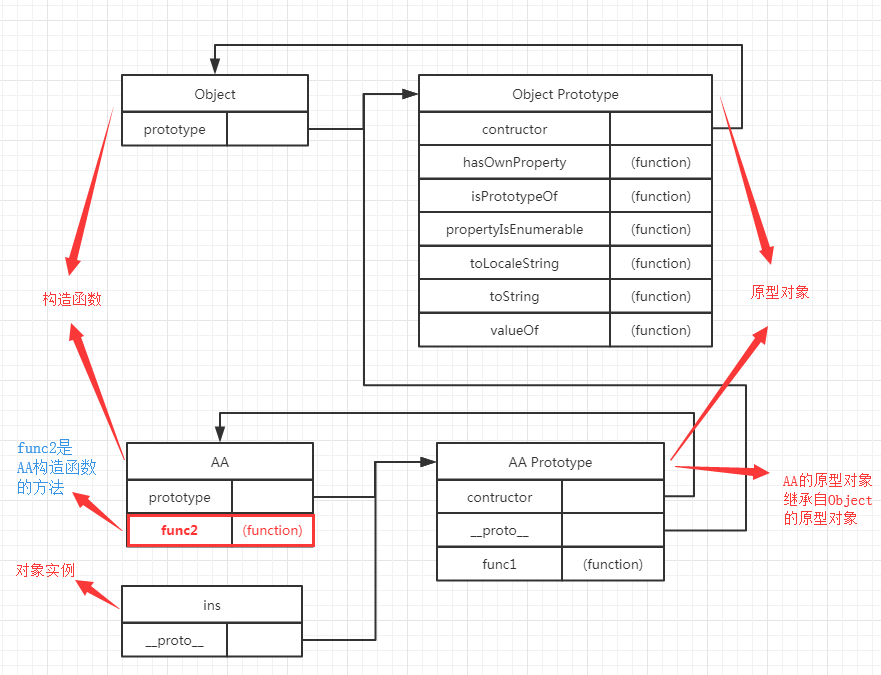 Object
prototype
Object Prototype
contructor
hasOwnProperty (function)
isPrototypeOf (function)
propertyIsEnumerable (function)
toLocaleString (function)
toString (function)
valueOf (function)
构造函数
原型对象
func2是
AA构造函数
的方法
AA
prototype
func2 (function)
AA Prototype
contructor
__proto__
func1 (function)
AA的原型对象
继承自Object
的原型对象
对象实例
ins
__proto__